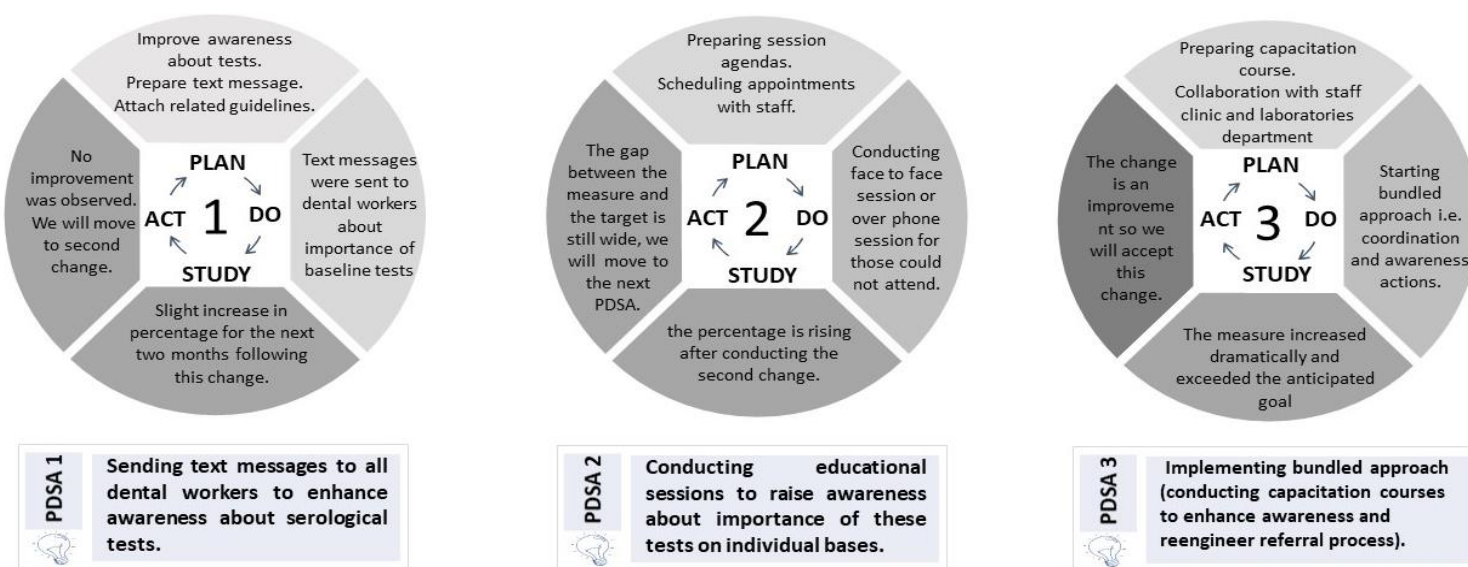 Improve awareness
about tests.
Prepare text message.
Attach related guidelines.
No
improvement
was observed.
We will move
to second
change.
PLAN
ACT 1 DO
STUDY
Text messages
were sent to
dental workers
about
importance of
baseline tests
Slight increase in
percentage for the next
two months following
this change.
PDSA 1
Sending text messages to all
dental workers to enhance
awareness about serological
tests.
Preparing session
agendas.
Scheduling appointments
with staff.
The gap
between the
measure and
the target is
still wide, we
will move to
the next
PDSA.
PLAN
ACT 2 DO
STUDY
Conducting
face to face
session or
over phone
session for
those could
not attend.
the percentage is rising
after conducting the
second change.
PDSA 2
Conducting educational
sessions to raise awareness
about importance of these
tests on individual bases.
Preparing capacitation
course.
Collaboration with staff
clinic and laboratories
department
The change
is an
improveme
nt so we
will accept
this
change.
PLAN
ACT 3 DO
STUDY
Starting
bundled
approach i.e.
coordination
and awareness
actions.
The measure increased
dramatically and
exceeded the anticipated
goal
PDSA 3
Implementing bundled approach
(conducting capacitation courses
to enhance awareness and
reengineer referral process).